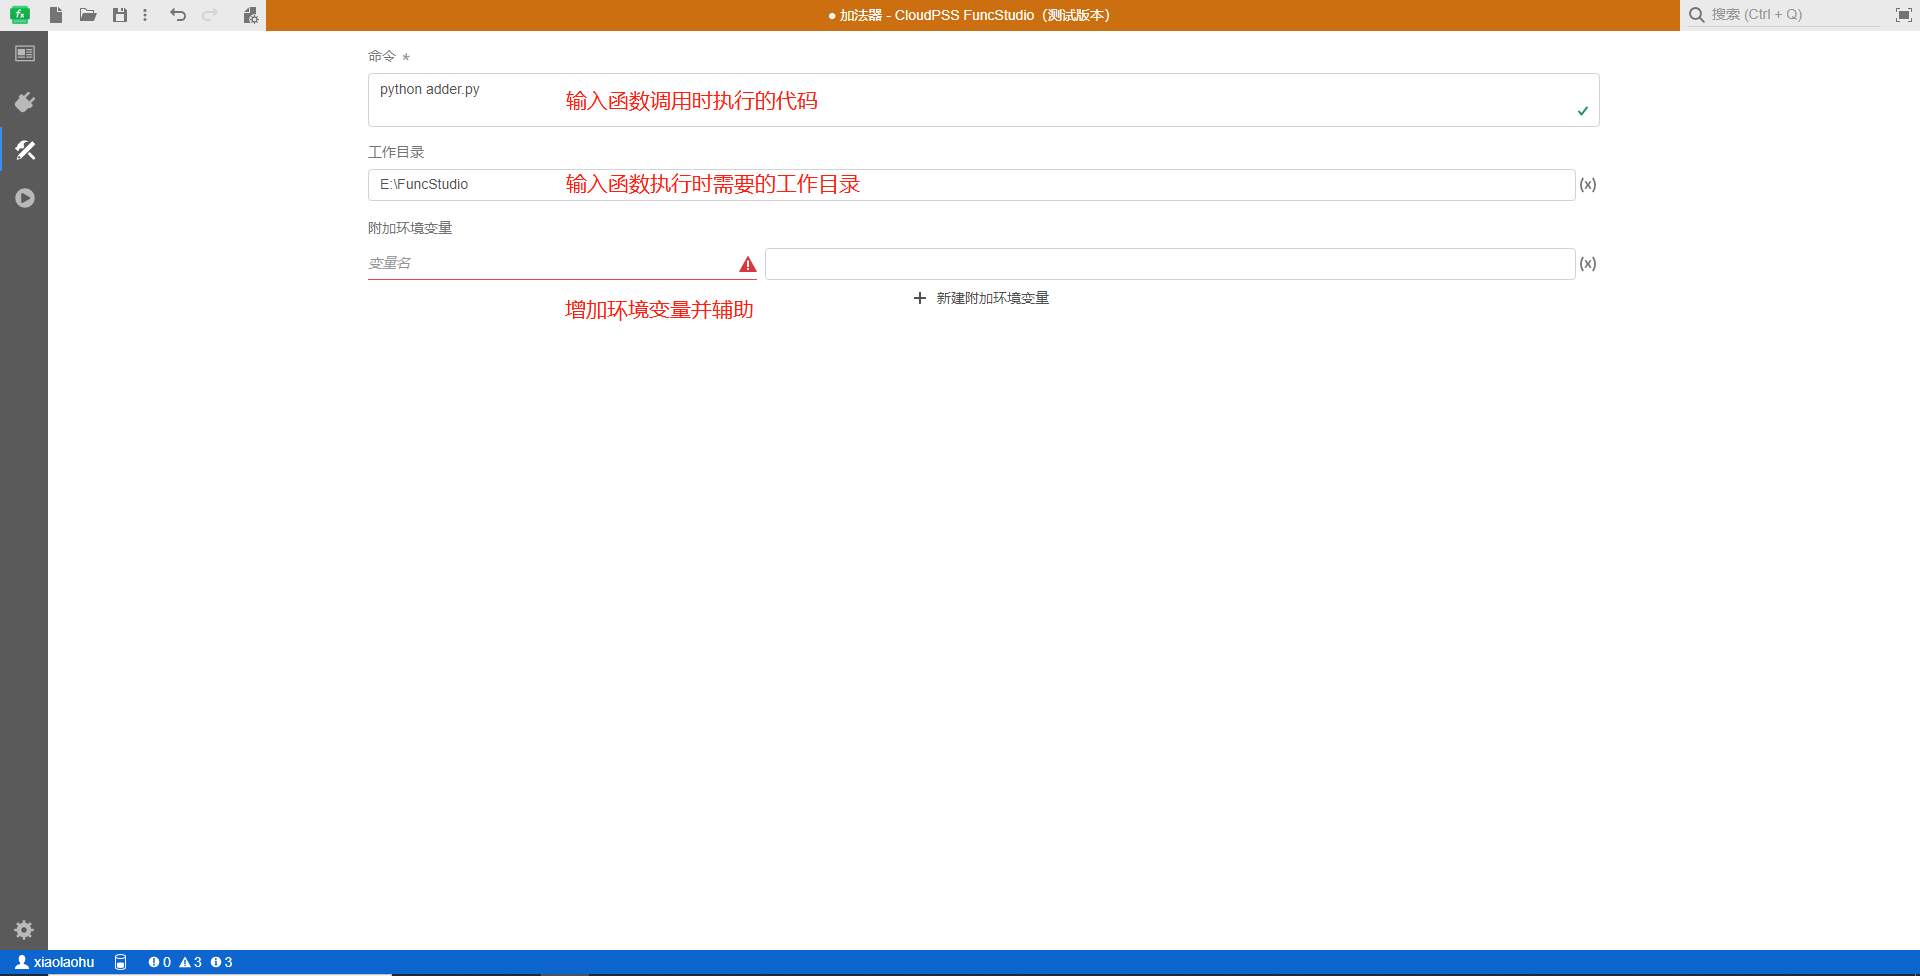 fx
● 加法器 - CloudPSS FuncStudio（测试版本）
搜索 (Ctrl + Q)
命令 *
python adder.py
输入函数调用时执行的代码
工作目录
E:\FuncStudio
输入函数执行时需要的工作目录
(x)
附加环境变量
变量名
(x)
增加环境变量并辅助
+ 新建附加环境变量
xiaolaohu
0 3 3